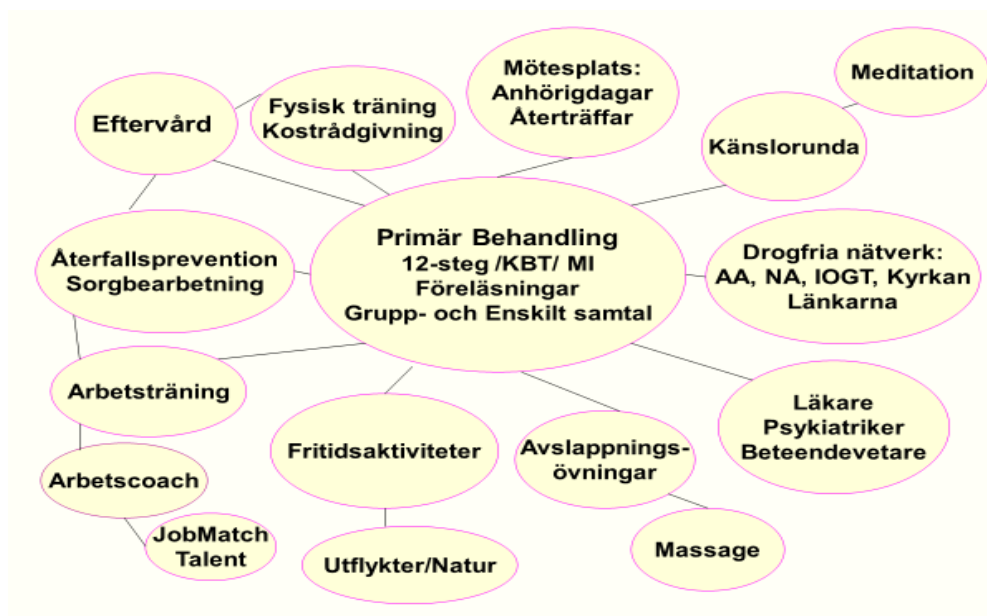 Mötesplats:
Anhörigdagar
Återträffar
Meditation
Eftervård
Fysisk träning
Kostrådgivning
Känslorunda
Primär Behandling
12-steg /KBT/ MI
Föreläsningar
Grupp- och Enskilt samtal
Återfallsprevention
Sorgbearbetning
Drogfria nätverk:
AA, NA, IOGT, Kyrkan
Länkarna
Arbetsträning
Läkare
Psykiatriker
Beteendevetare
Fritidsaktiviteter
Avslappnings-
övningar
Arbetscoach
JobMatch
Talent
Utflykter/Natur
Massage